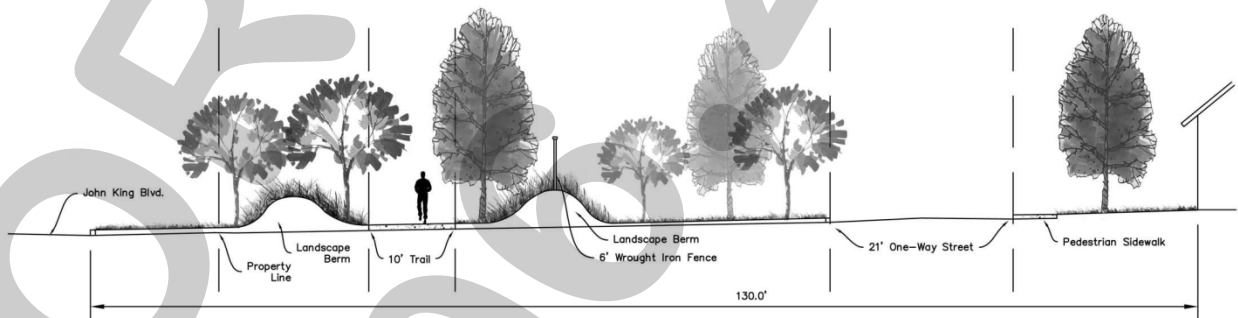 John King Blvd.
Landscape
Berm
Property
Line
10' Trail
Landscape Berm
6' Wrought Iron Fence
21' One-Way Street
Pedestrian Sidewalk
130.0'